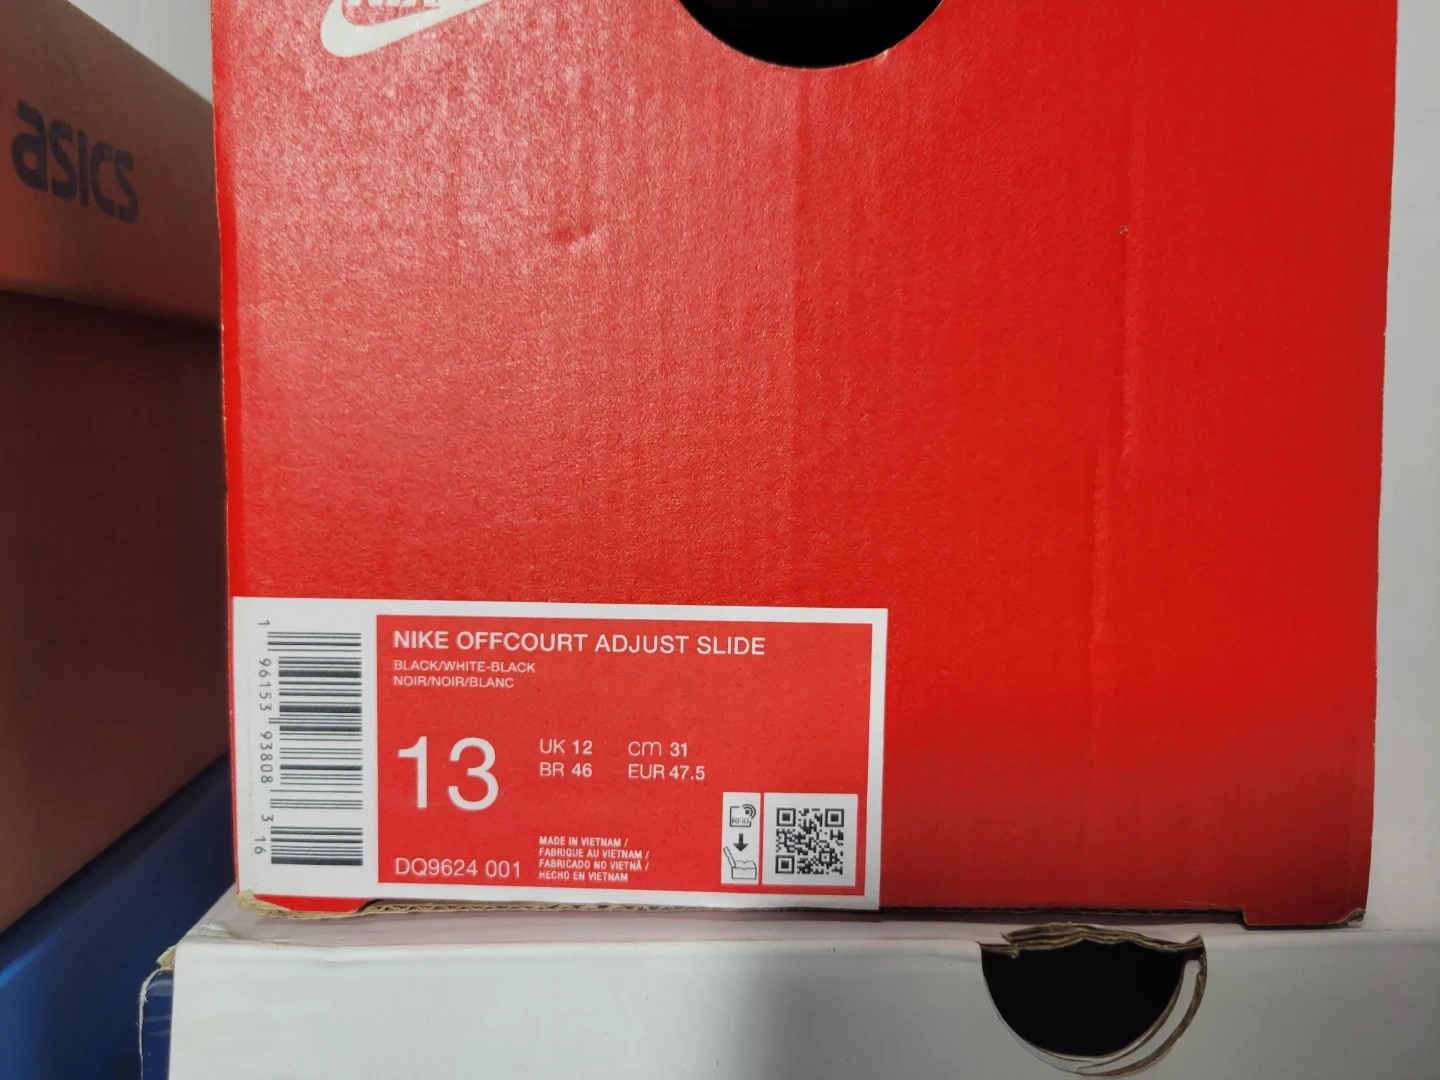 asics
NIKE OFFCOURT ADJUST SLIDE
BLACK/WHITE-BLACK
NOIR/NOIR/BLANC
13
UK 12
BR 46
cm 31
EUR 47.5
DQ9624 001
MADE IN VIETNAM /
FABRIQUE AU VIETNAM /
FABRICADO NO VIETNÃ /
HECHO EN VIETNAM
RFID
1 96153 93808 3 16